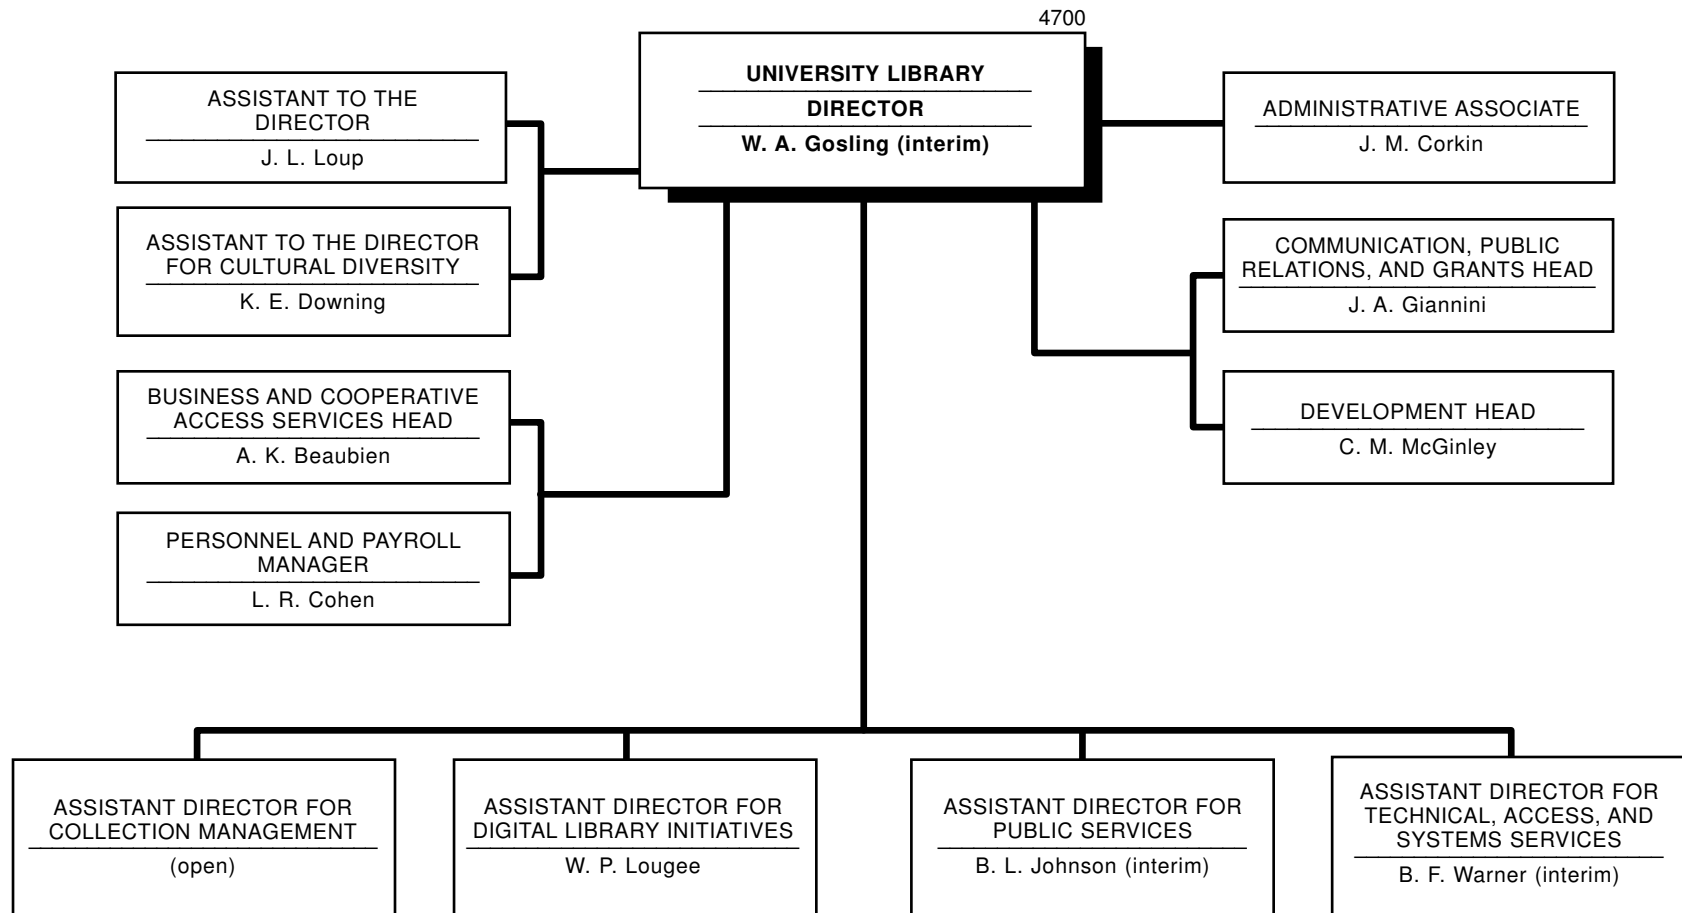 4700
UNIVERSITY LIBRARY
DIRECTOR
W. A. Gosling (interim)
ASSISTANT TO THE
DIRECTOR
J. L. Loup
ADMINISTRATIVE ASSOCIATE
J. M. Corkin
ASSISTANT TO THE DIRECTOR
FOR CULTURAL DIVERSITY
K. E. Downing
COMMUNICATION, PUBLIC
RELATIONS, AND GRANTS HEAD
J. A. Giannini
BUSINESS AND COOPERATIVE
ACCESS SERVICES HEAD
A. K. Beaubien
DEVELOPMENT HEAD
C. M. McGinley
PERSONNEL AND PAYROLL
MANAGER
L. R. Cohen
ASSISTANT DIRECTOR FOR
COLLECTION MANAGEMENT
(open)
ASSISTANT DIRECTOR FOR
DIGITAL LIBRARY INITIATIVES
W. P. Lougee
ASSISTANT DIRECTOR FOR
PUBLIC SERVICES
B. L. Johnson (interim)
ASSISTANT DIRECTOR FOR
TECHNICAL, ACCESS, AND
SYSTEMS SERVICES
B. F. Warner (interim)